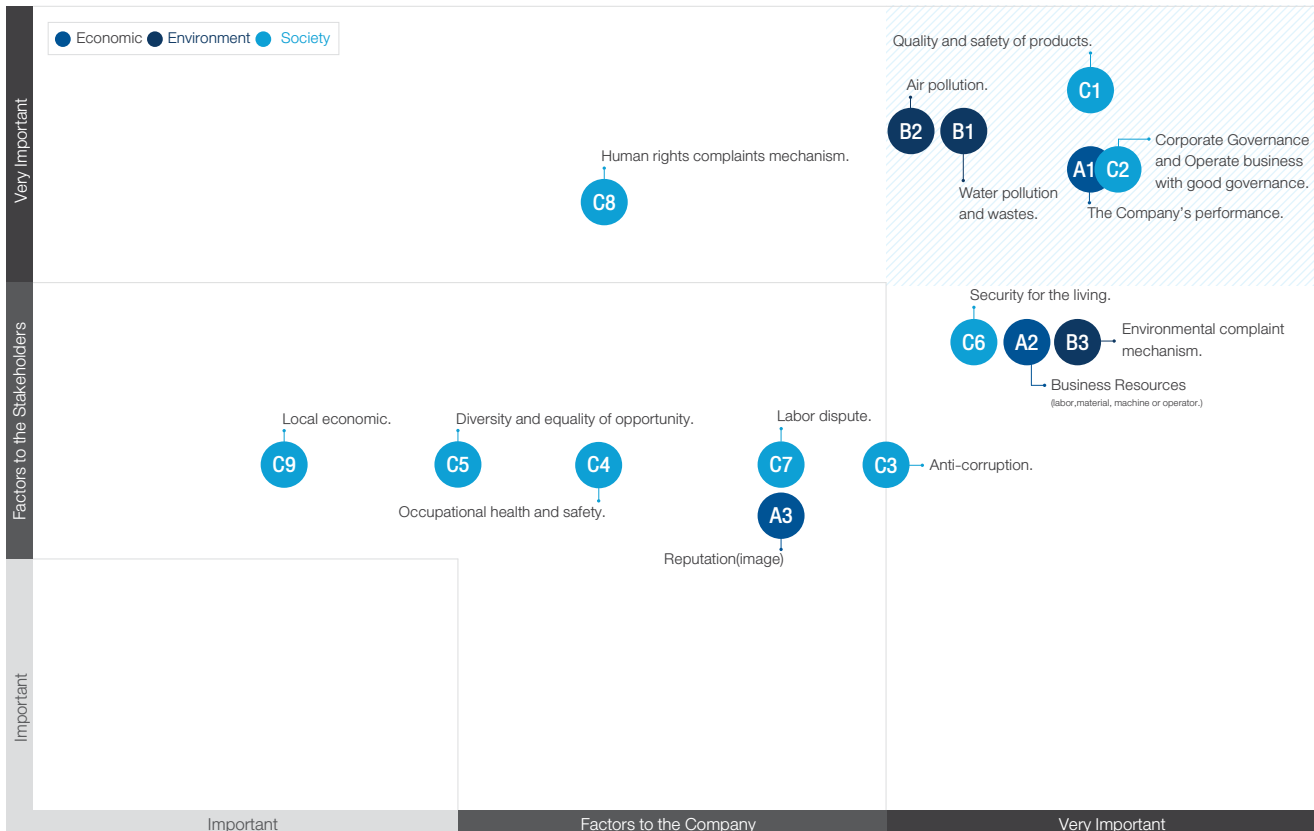 Economic Environment Society
Quality and safety of products.
C1
Air pollution.
B2 B1
Water pollution
and wastes.
A1 C2
Corporate Governance
and Operate business
with good governance.
The Company's performance.
Human rights complaints mechanism.
C8
Very Important
Security for the living.
C6 A2 B3
Environmental complaint
mechanism.
Business Resources
(labor,material, machine or operator.)
Factors to the Stakeholders
Local economic.
C9
Diversity and equality of opportunity.
C5
C4
Occupational health and safety.
Labor dispute.
C7
C3
Anti-corruption.
A3
Reputation(image)
Important
Important
Factors to the Company
Very Important